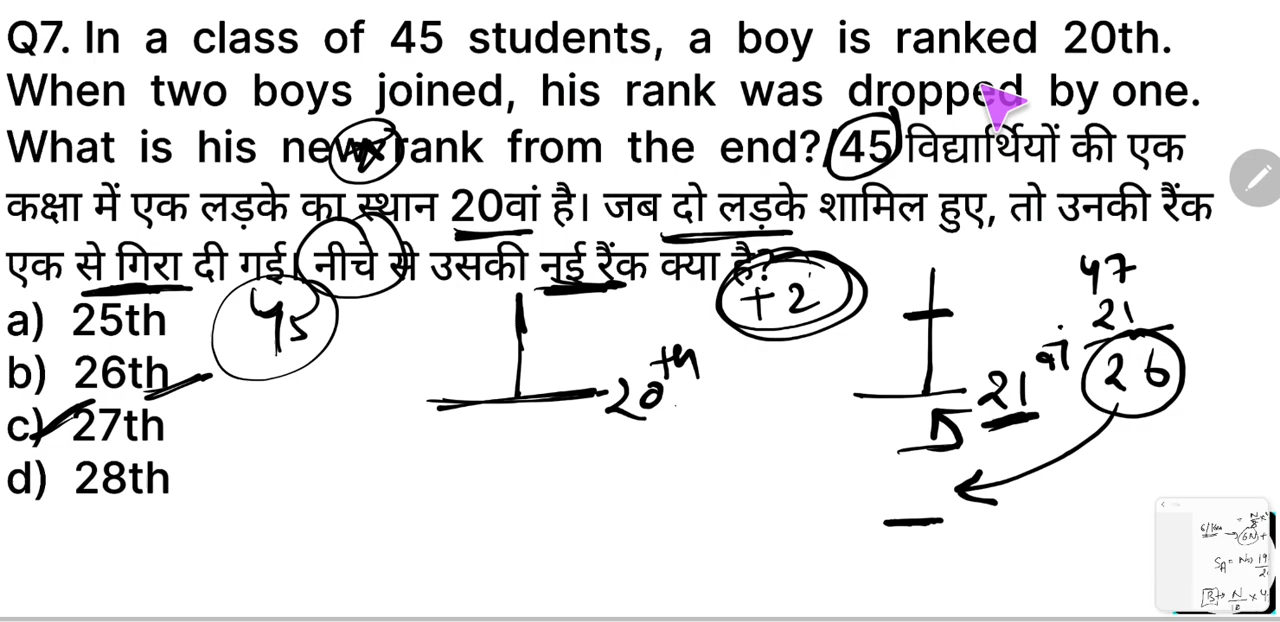 Q7. In a class of 45 students, a boy is ranked 20th.
When two boys joined, his rank was dropped by one.
What is his new rank from the end?/45 विद्यार्थियों की एक
कक्षा में एक लड़के का स्थान 20वां है। जब दो लड़के शामिल हुए, तो उनकी रैंक
एक से गिरा दी गई। नीचे से उसकी नई रैंक क्या है?
a) 25th
b) 26th
c) 27th
d) 28th
45
20th
+2
21 वां
47
21
26